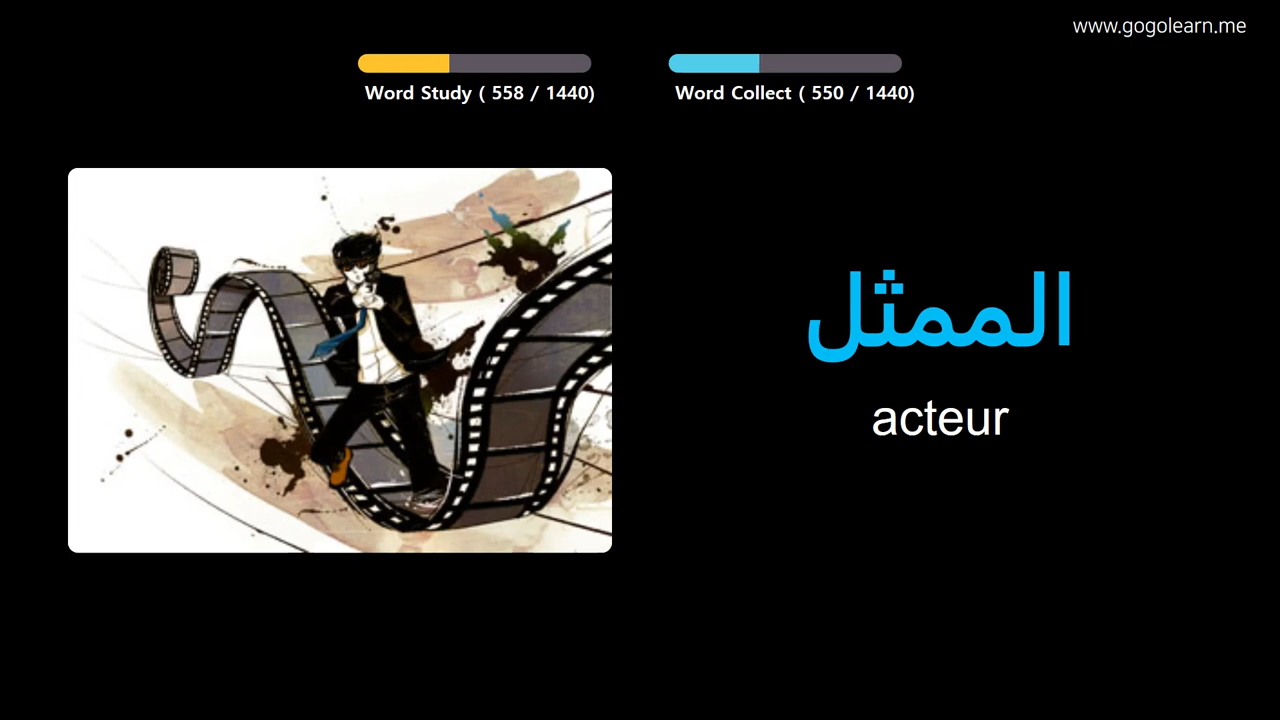 www.gogolearn.me
Word Study ( 558 / 1440)
Word Collect ( 550 / 1440)
الممثل
acteur